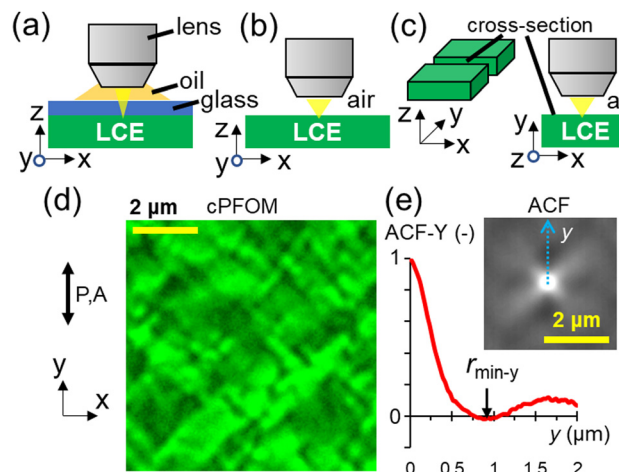 (a)
lens
oil
glass
LCE
z
y
x
(b)
air
LCE
z
y
x
(c)
cross-section
y
z
x
a
LCE
y
z
x
(d)
cPFOM
2 µm
P,A
y
x
(e)
ACF
ACF-Y (-)
y
2 µm
1
r min-y
0
y (µm)
0 0.5 1 1.5 2